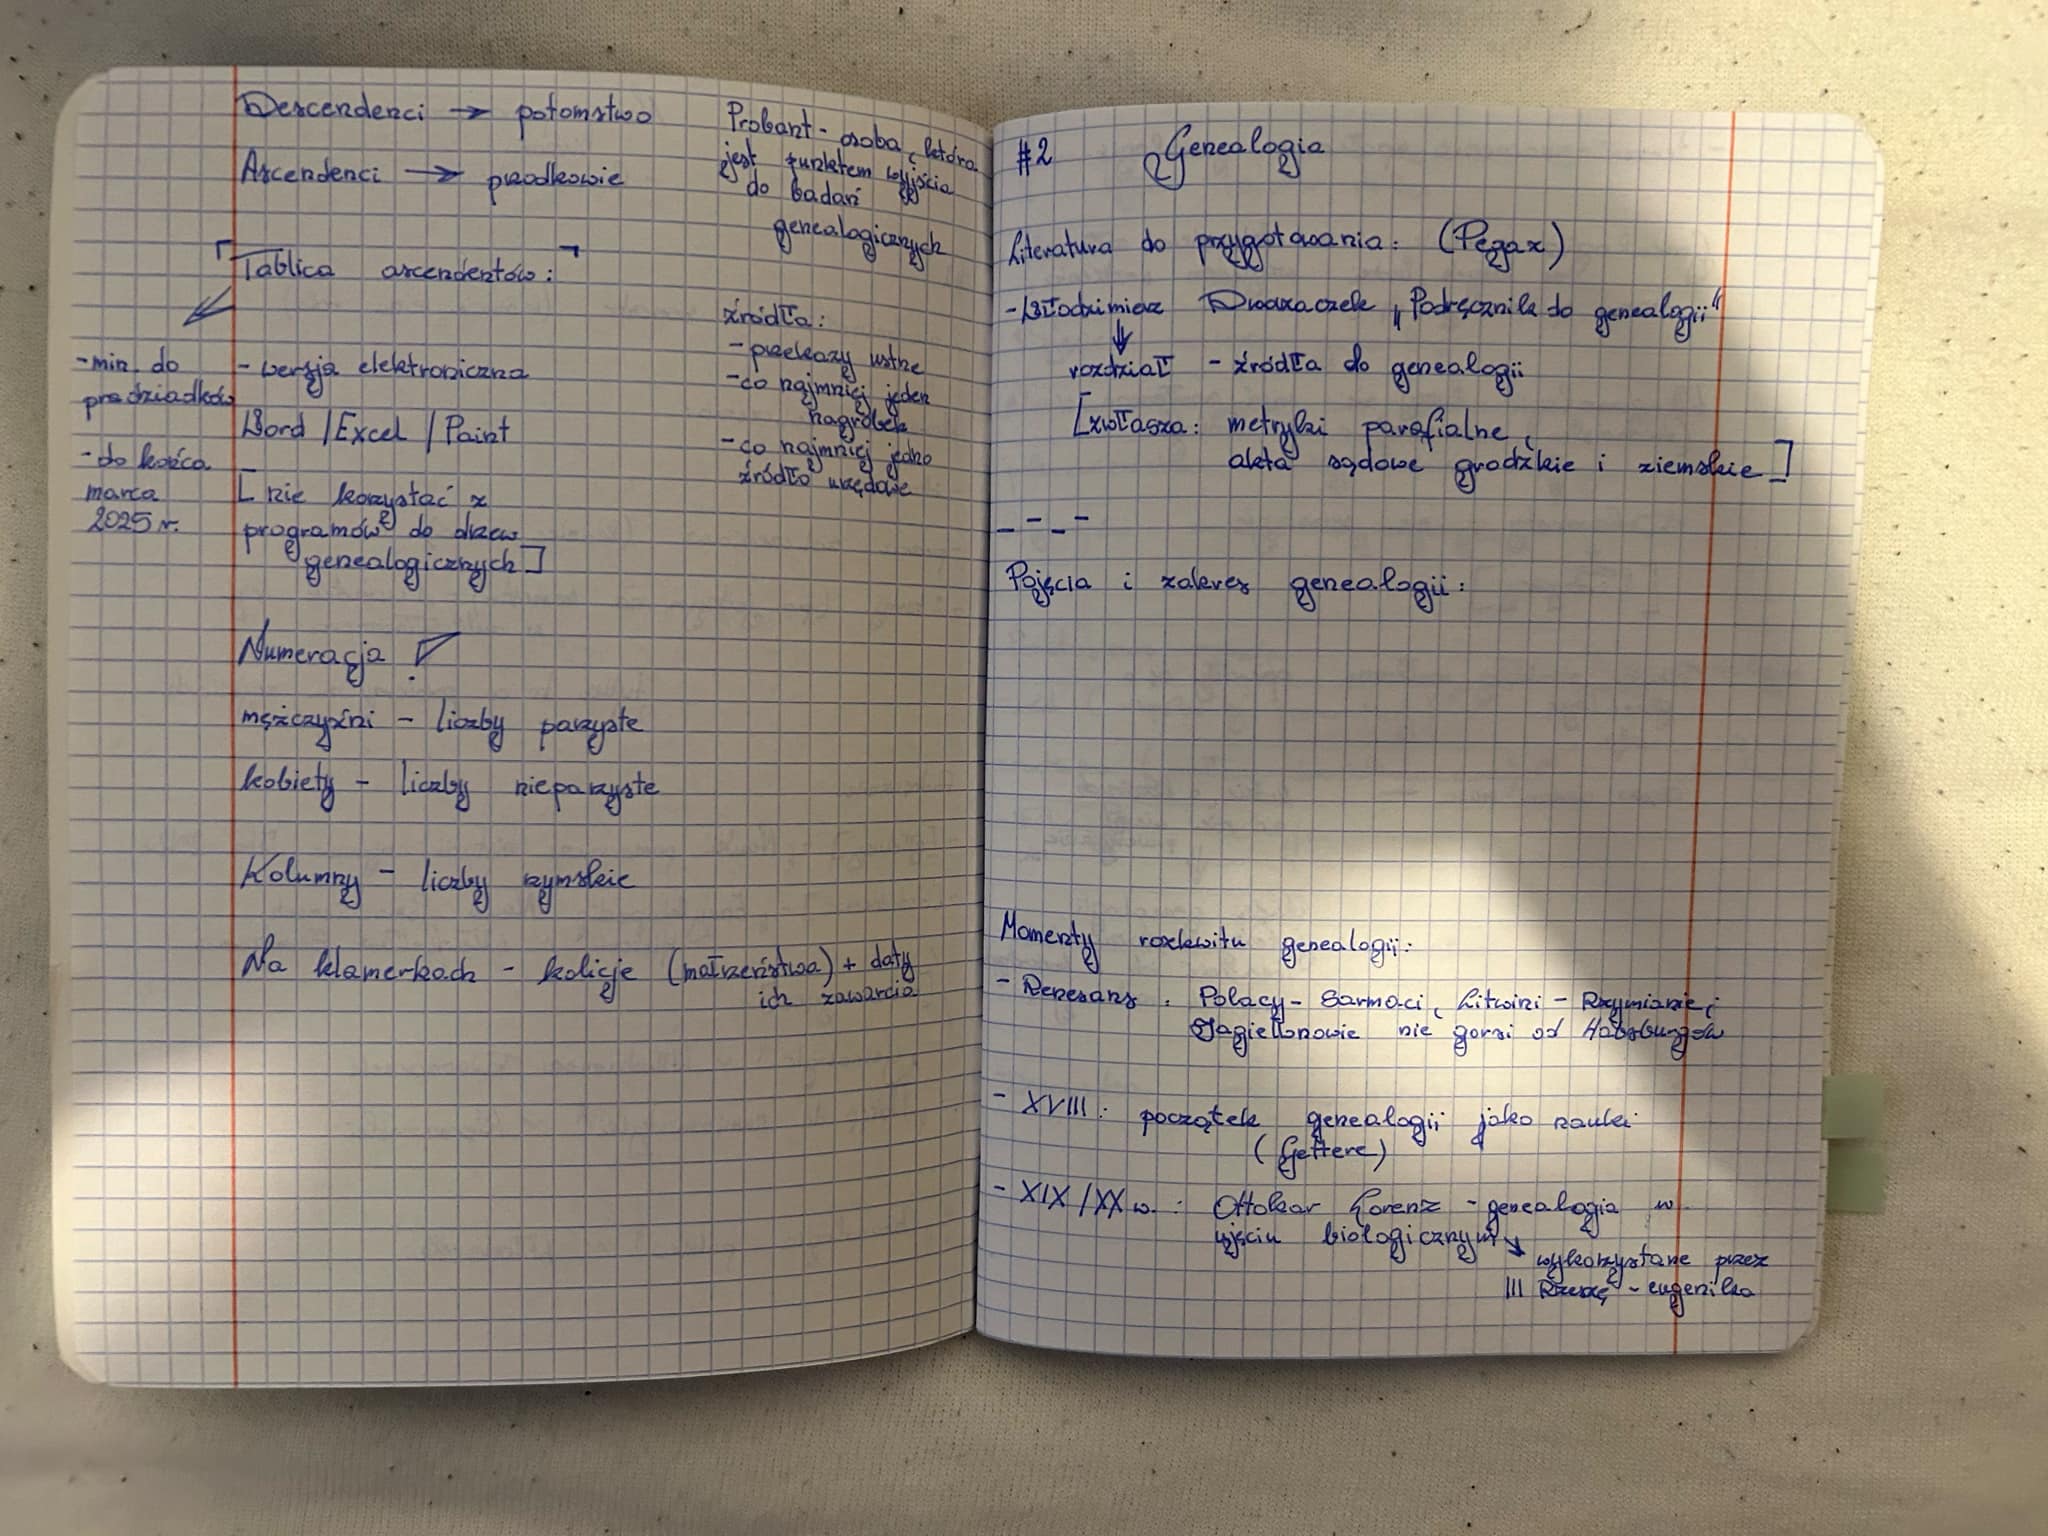 Descendenci → potomstwo
Ascendenci → przodkowie
Probant - osoba, która
jest punktem wyjścia
do badań
genealogicznych
Tablica ascendentów:
- min. do
pradziadków
- do końca
marca
2025 r.
- wersja elektroniczna
Word / Excel / Paint
[nie korzystać z
programów do drzew
genealogicznych]
źródła:
- przekazy ustne
- co najmniej jeden
nagrobek
- co najmniej jedno
źródło urzędowe
Numeracja !
mężczyźni - liczby parzyste
kobiety - liczby nieparzyste
Kolumny - liczby rzymskie
Na klamerkach - kolicje (małżeństwa) + daty
ich zawarcia
#2 Genealogia
Literatura do przygotowania: (Pegaz)
- Włodzimierz Dworzaczek „Podręcznik do genealogii"
rozdział - źródła do genealogii
[zwłaszcza: metryki parafialne,
akta sądowe grodzkie i ziemskie]
Pojęcia i zakres genealogii:
Momenty rozkwitu genealogii:
- Renesans: Polacy - Sarmaci, Litwini - Rzymianie;
Jagiellonowie nie gorsi od Habsburgów
- XVIII: początek genealogii jako nauki
(Gettere)
- XIX/XX w.: Ottokar Lorenz - genealogia w
ujęciu biologicznym
↘ wykorzystane przez
III Rzeszę - eugenika